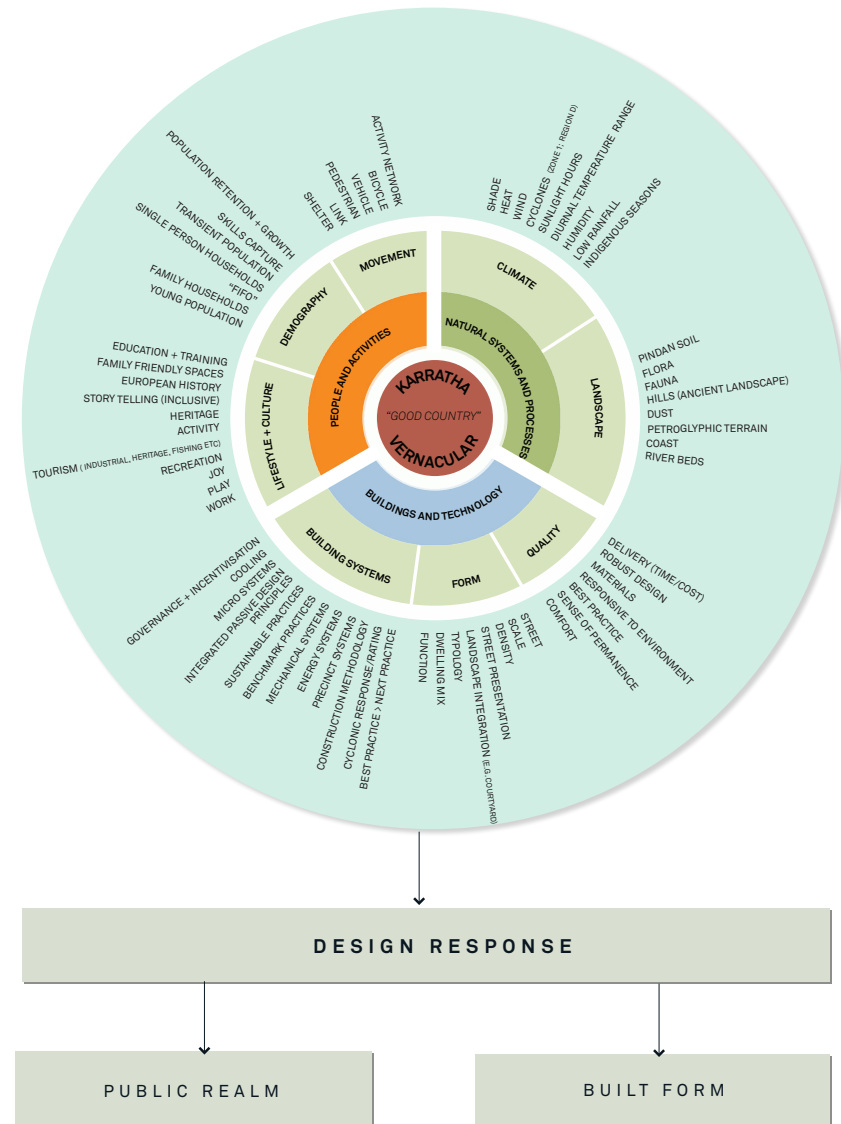 KARRATHA
“GOOD COUNTRY”
VERNACULAR
PEOPLE AND ACTIVITIES
NATURAL SYSTEMS AND PROCESSES
BUILDINGS AND TECHNOLOGY
MOVEMENT
DEMOGRAPHY
LIFESTYLE + CULTURE
CLIMATE
LANDSCAPE
QUALITY
FORM
BUILDING SYSTEMS
ACTIVITY NETWORK
BICYCLE
VEHICLE
PEDESTRIAN
LINK
SHELTER
POPULATION RETENTION + GROWTH
SKILLS CAPTURE
TRANSIENT POPULATION
SINGLE PERSON HOUSEHOLDS
“FIFO”
FAMILY HOUSEHOLDS
YOUNG POPULATION
EDUCATION + TRAINING
FAMILY FRIENDLY SPACES
EUROPEAN HISTORY
STORY TELLING (INCLUSIVE)
HERITAGE
ACTIVITY
TOURISM ( INDUSTRIAL, HERITAGE, FISHING ETC)
RECREATION
JOY
PLAY
WORK
SHADE
HEAT
WIND
CYCLONES (ZONE 1: REGION D)
SUNLIGHT HOURS
DIURNAL TEMPERATURE RANGE
HUMIDITY
LOW RAINFALL
INDIGENOUS SEASONS
PINDAN SOIL
FLORA
FAUNA
HILLS (ANCIENT LANDSCAPE)
DUST
PETROGLYPHIC TERRAIN
COAST
RIVER BEDS
DELIVERY (TIME/COST)
ROBUST DESIGN
MATERIALS
RESPONSIVE TO ENVIRONMENT
BEST PRACTICE
SENSE OF PERMANENCE
COMFORT
STREET
SCALE
DENSITY
STREET PRESENTATION
LANDSCAPE INTEGRATION (E.G. COURTYARD)
TYPOLOGY
DWELLING MIX
FUNCTION
GOVERNANCE + INCENTIVISATION
COOLING
MICRO SYSTEMS
INTEGRATED PASSIVE DESIGN
PRINCIPLES
SUSTAINABLE PRACTICES
BENCHMARK PRACTICES
MECHANICAL SYSTEMS
ENERGY SYSTEMS
PRECINCT SYSTEMS
CONSTRUCTION METHODOLOGY
CYCLONIC RESPONSE/RATING
BEST PRACTICE > NEXT PRACTICE
DESIGN RESPONSE
PUBLIC REALM
BUILT FORM